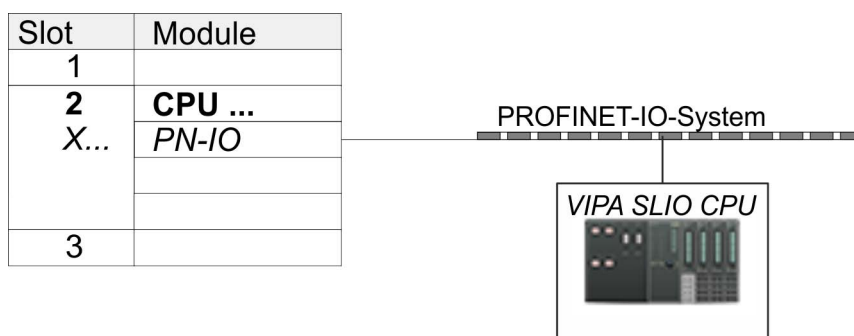 Slot Module
1
2 CPU ...
X... PN-IO
3
PROFINET-IO-System
VIPA SLIO CPU